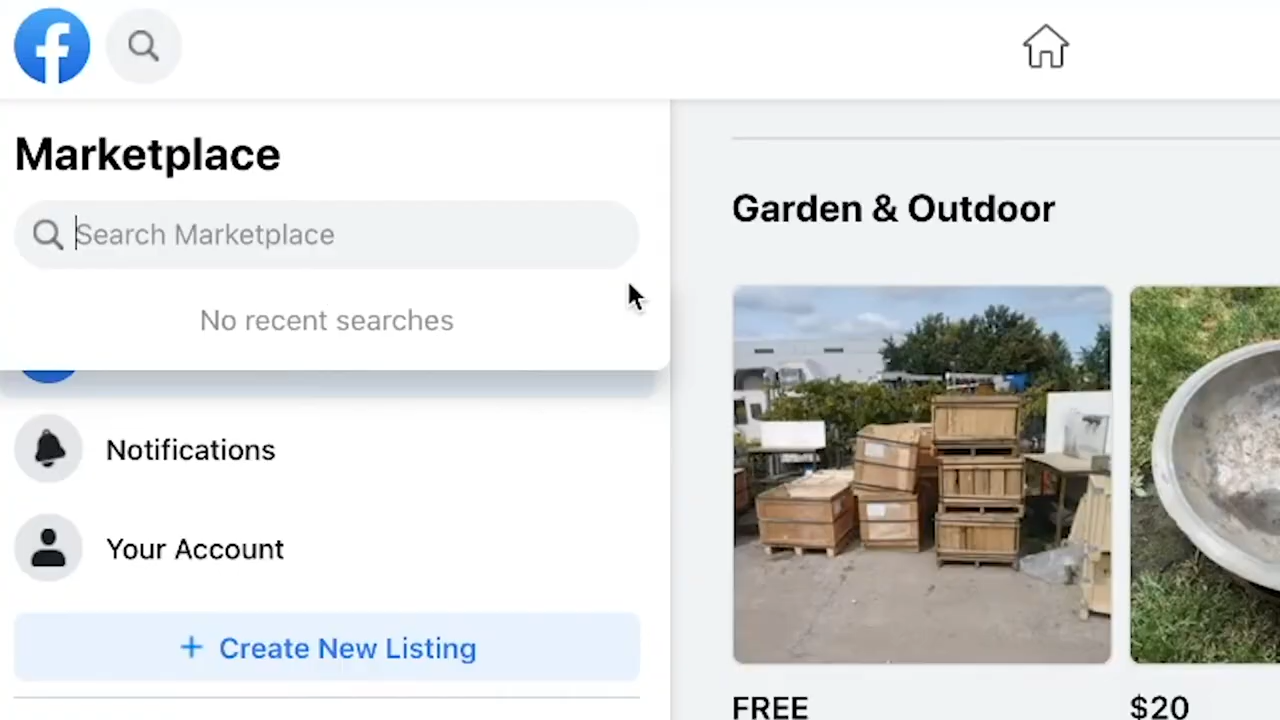 Marketplace
Search Marketplace
No recent searches
Notifications
Your Account
+ Create New Listing
Garden & Outdoor
FREE
$20